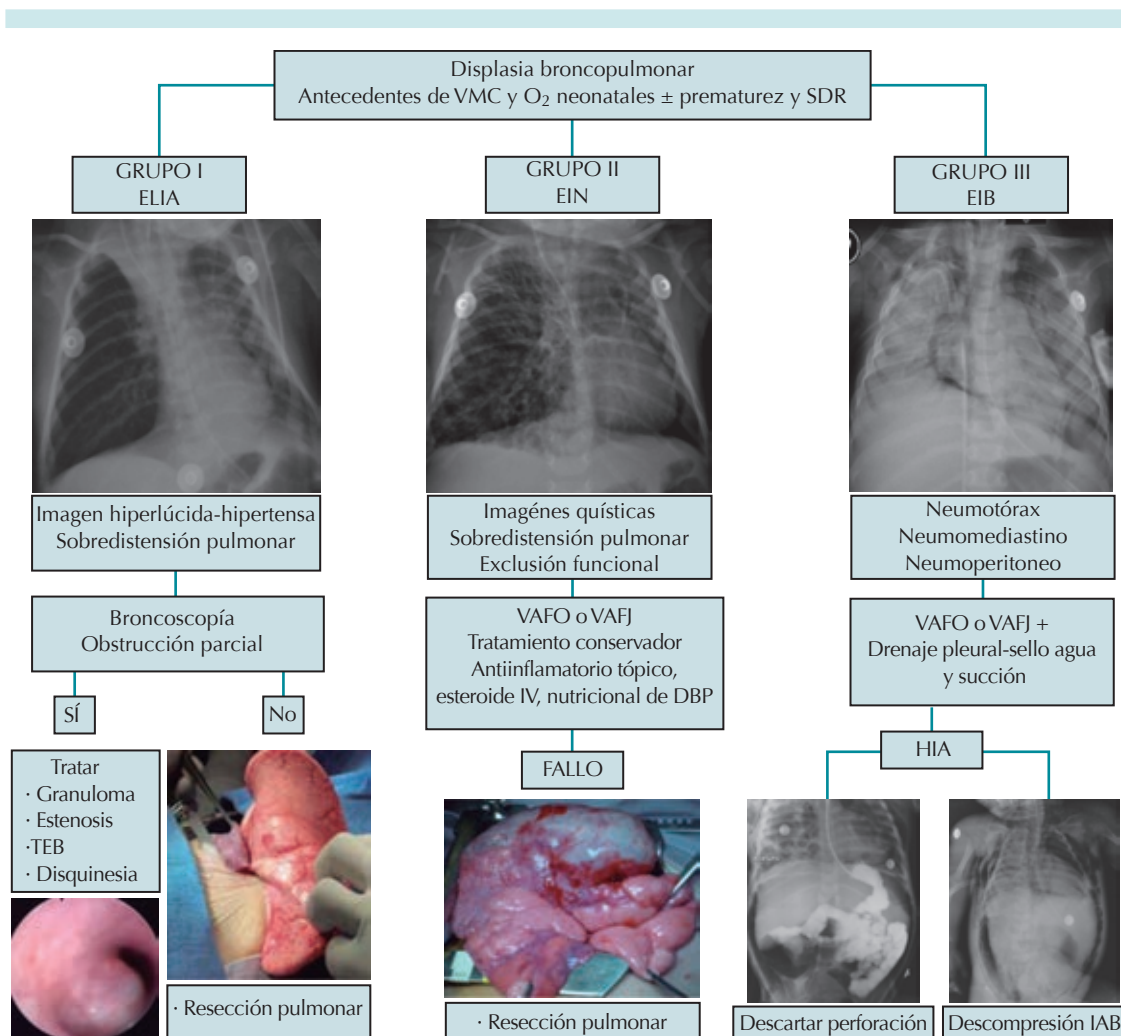 Displasia broncopulmonar
Antecedentes de VMC y O2 neonatales ± prematurez y SDR
GRUPO I
ELIA
GRUPO II
EIN
GRUPO III
EIB
Imagen hiperlúcida-hipertensa
Sobredistensión pulmonar
Broncoscopía
Obstrucción parcial
SÍ
No
Tratar
· Granuloma
· Estenosis
·TEB
· Disquinesia
· Resección pulmonar
Imagénes quísticas
Sobredistensión pulmonar
Exclusión funcional
VAFO o VAFJ
Tratamiento conservador
Antiinflamatorio tópico,
esteroide IV, nutricional de DBP
FALLO
· Resección pulmonar
Neumotórax
Neumomediastino
Neumoperitoneo
VAFO o VAFJ +
Drenaje pleural-sello agua
y succión
HIA
Descartar perforación
Descompresión IAB